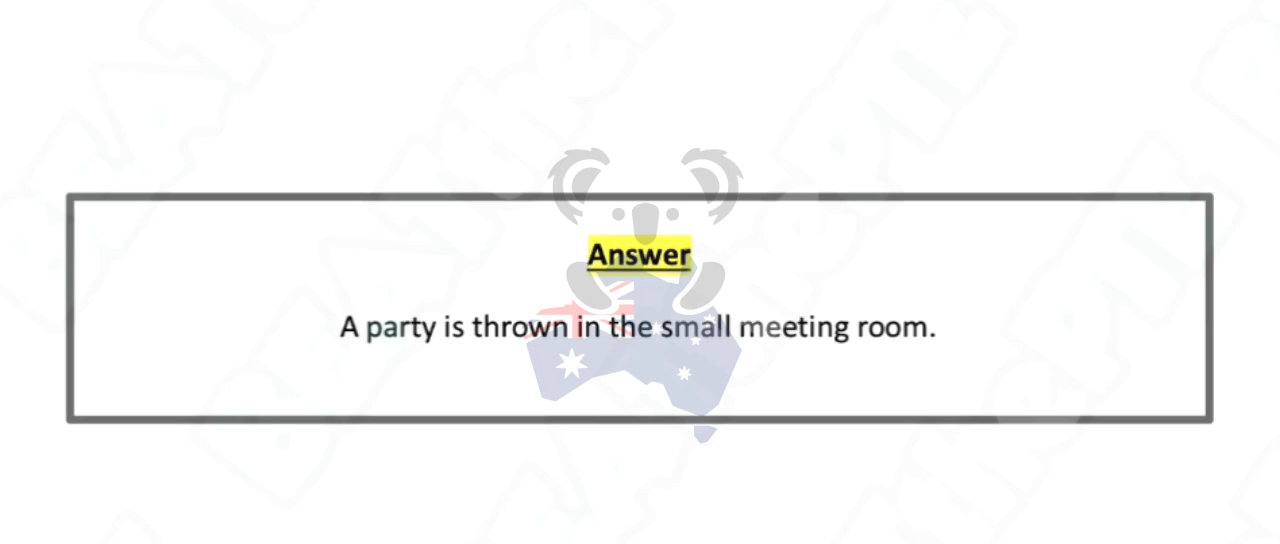 Answer
A party is thrown in the small meeting room.